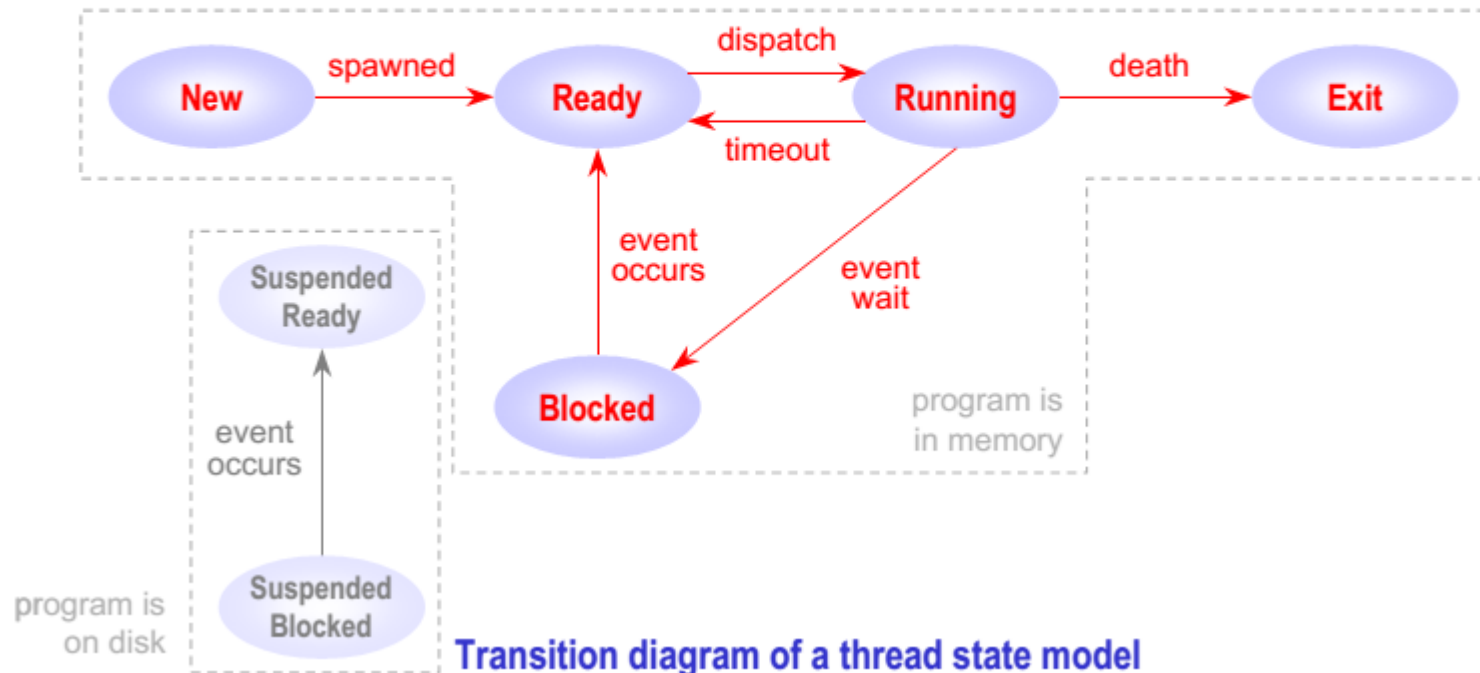 dispatch
spawned
death
New
Ready
Running
Exit
timeout
event
occurs
event
wait
Suspended
Ready
Blocked
program is
in memory
event
occurs
Suspended
Blocked
program is
on disk
Transition diagram of a thread state model